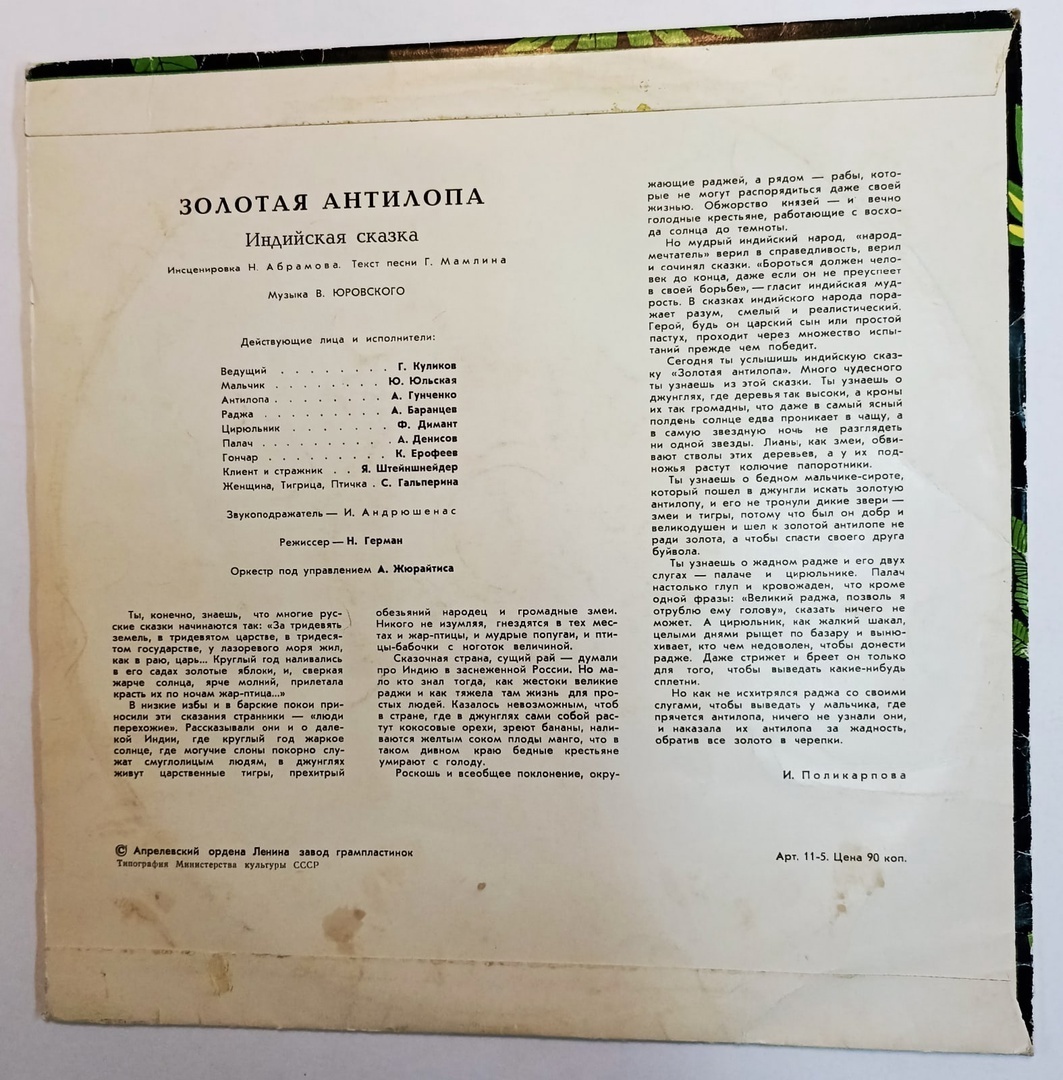 ЗОЛОТАЯ АНТИЛОПА
Индийская сказка
Инсценировка Н. Абрамова. Текст песни Г. Мамлина
Музыка В. ЮРОВСКОГО
Действующие лица и исполнители:
Ведущий . . . . . . . . Г. Куликов
Мальчик . . . . . . . . Ю. Юльская
Антилопа . . . . . . . . А. Гунченко
Раджа . . . . . . . . . А. Баранцев
Цирюльник . . . . . . . Ф. Димант
Палач . . . . . . . . . . А. Денисов
Гончар . . . . . . . . . К. Ерофеев
Клиент и стражник . . Я. Штейншнейдер
Женщина, Тигрица, Птичка . С. Гальперина
Звукоподражатель — И. Андрюшенас
Режиссер — Н. Герман
Оркестр под управлением А. Жюрайтиса
Ты, конечно, знаешь, что многие рус-
ские сказки начинаются так: «За тридевять
земель, в тридевятом царстве, в тридеся-
том государстве, у лазоревого моря жил,
как в раю, царь... Круглый год наливались
в его садах золотые яблоки, и, сверкая
жарче солнца, ярче молний, прилетала
красть их по ночам жар-птица...»
В низкие избы и в барские покои при-
носили эти сказания странники — «люди
перехожие». Рассказывали они и о дале-
кой Индии, где круглый год жаркое
солнце, где могучие слоны покорно слу-
жат смуглолицым людям, в джунглях
живут царственные тигры, прехитрый
обезьяний народец и громадные змеи.
Никого не изумляя, гнездятся в тех мес-
тах и жар-птицы, и мудрые попугаи, и пти-
цы-бабочки с ноготок величиной.
Сказочная страна, сущий рай — думали
про Индию в заснеженной России. Но ма-
ло кто знал тогда, как жестоки великие
раджи и как тяжела там жизнь для про-
стых людей. Казалось невозможным, чтоб
в стране, где в джунглях сами собой рас-
тут кокосовые орехи, зреют бананы, нали-
ваются желтым соком плоды манго, что в
таком дивном краю бедные крестьяне
умирают с голоду.
Роскошь и всеобщее поклонение, окру-
жающие раджей, а рядом — рабы, кото-
рые не могут распорядиться даже своей
жизнью. Обжорство князей — и вечно
голодные крестьяне, работающие с восхо-
да солнца до темноты.
Но мудрый индийский народ, «народ-
мечтатель» верил в справедливость, верил
и сочинял сказки. «Бороться должен чело-
век до конца, даже если он не преуспеет
в своей борьбе», — гласит индийская муд-
рость. В сказках индийского народа пора-
жает разум, смелый и реалистический.
Герой, будь он царский сын или простой
пастух, проходит через множество испы-
таний прежде чем победит.
Сегодня ты услышишь индийскую сказ-
ку «Золотая антилопа». Много чудесного
ты узнаешь из этой сказки. Ты узнаешь о
джунглях, где деревья так высоки, а кроны
их так громадны, что даже в самый ясный
полдень солнце едва проникает в чащу, а
в самую звездную ночь не разглядеть
ни одной звезды. Лианы, как змеи, обви-
вают стволы этих деревьев, а у их под-
ножья растут колючие папоротники.
Ты узнаешь о бедном мальчике-сироте,
который пошел в джунгли искать золотую
антилопу, и его не тронули дикие звери —
змеи и тигры, потому что был он добр и
великодушен и шел к золотой антилопе не
ради золота, а чтобы спасти своего друга
буйвола.
Ты узнаешь о жадном радже и его двух
слугах — палаче и цирюльнике. Палач
настолько глуп и кровожаден, что кроме
одной фразы: «Великий раджа, позволь я
отрублю ему голову», сказать ничего не
может. А цирюльник, как жалкий шакал,
целыми днями рыщет по базару и выню-
хивает, кто чем недоволен, чтобы донести
радже. Даже стрижет и бреет он только
для того, чтобы выведать какие-нибудь
сплетни.
Но как не исхитрялся раджа со своими
слугами, чтобы выведать у мальчика, где
прячется антилопа, ничего не узнали они,
и наказала их антилопа за жадность,
обратив все золото в черепки.
И. Поликарпова
© Апрелевский ордена Ленина завод грампластинок
Типография Министерства культуры СССР
Арт. 11-5. Цена 90 коп.